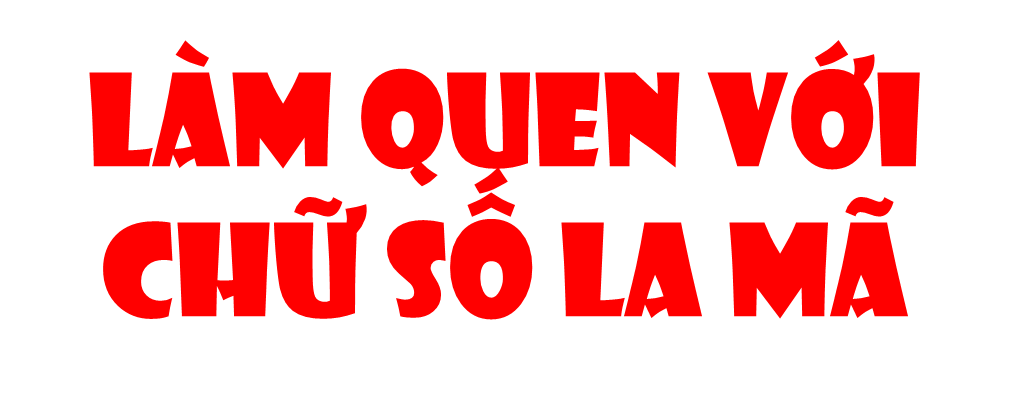 LÀM QUEN VỚI
CHỮ SỐ LA MÃ